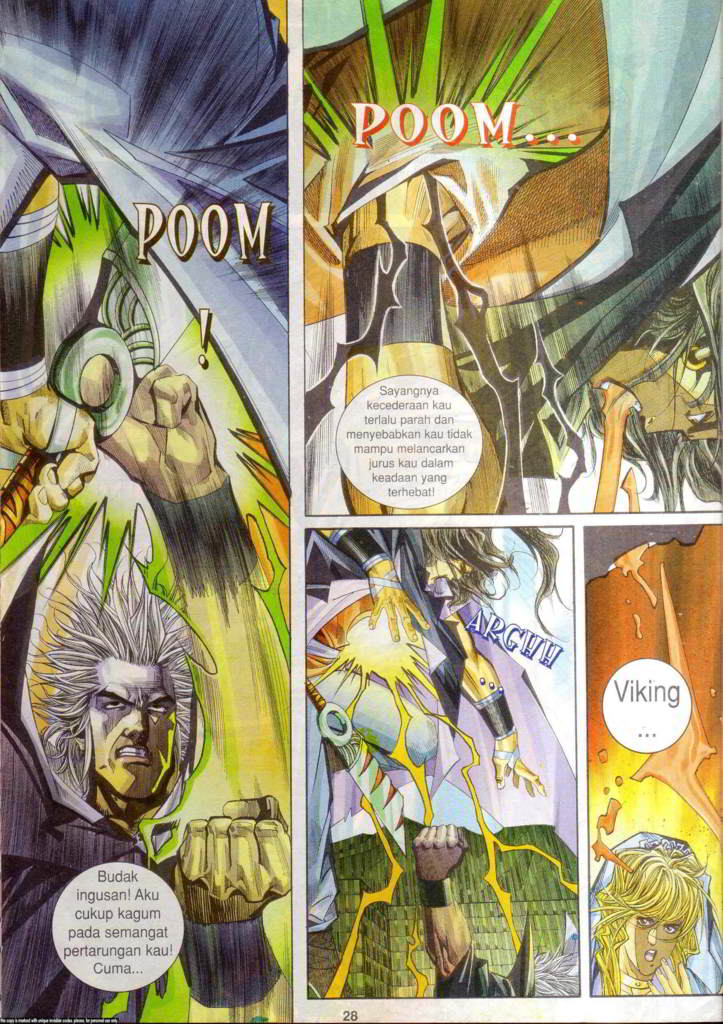 POOM
!
Budak
ingusan! Aku
cukup kagum
pada semangat
pertarungan kau!
Cuma...
POOM...
Sayangnya
kecederaan kau
terlalu parah dan
menyebabkan kau tidak
mampu melancarkan
jurus kau dalam
keadaan yang
terhebat!
ARGHH
Viking
...
28